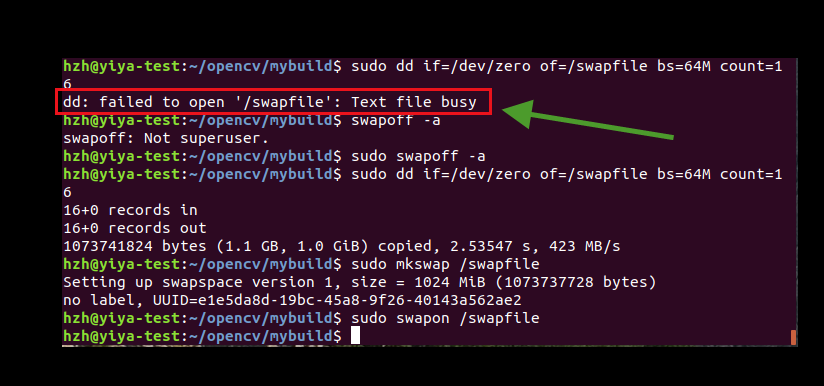 hzh@yiya-test:~/opencv/mybuild$ sudo dd if=/dev/zero of=/swapfile bs=64M count=1
6
dd: failed to open '/swapfile': Text file busy
hzh@yiya-test:~/opencv/mybuild$ swapoff -a
swapoff: Not superuser.
hzh@yiya-test:~/opencv/mybuild$ sudo swapoff -a
hzh@yiya-test:~/opencv/mybuild$ sudo dd if=/dev/zero of=/swapfile bs=64M count=1
6
16+0 records in
16+0 records out
1073741824 bytes (1.1 GB, 1.0 GiB) copied, 2.53547 s, 423 MB/s
hzh@yiya-test:~/opencv/mybuild$ sudo mkswap /swapfile
Setting up swapspace version 1, size = 1024 MiB (1073737728 bytes)
no label, UUID=e1e5da8d-19bc-45a8-9f26-40143a562ae2
hzh@yiya-test:~/opencv/mybuild$ sudo swapon /swapfile
hzh@yiya-test:~/opencv/mybuild$